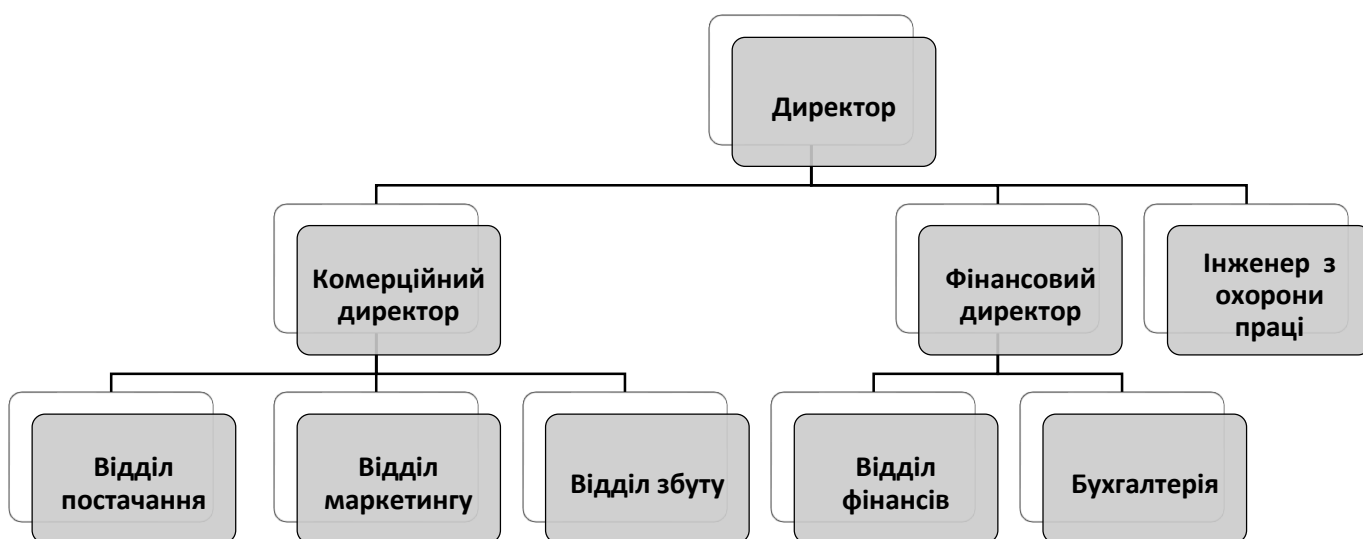 Директор
Комерційний
директор
Фінансовий
директор
Інженер з
охорони
праці
Відділ
постачання
Відділ
маркетингу
Відділ збуту
Відділ
фінансів
Бухгалтерія